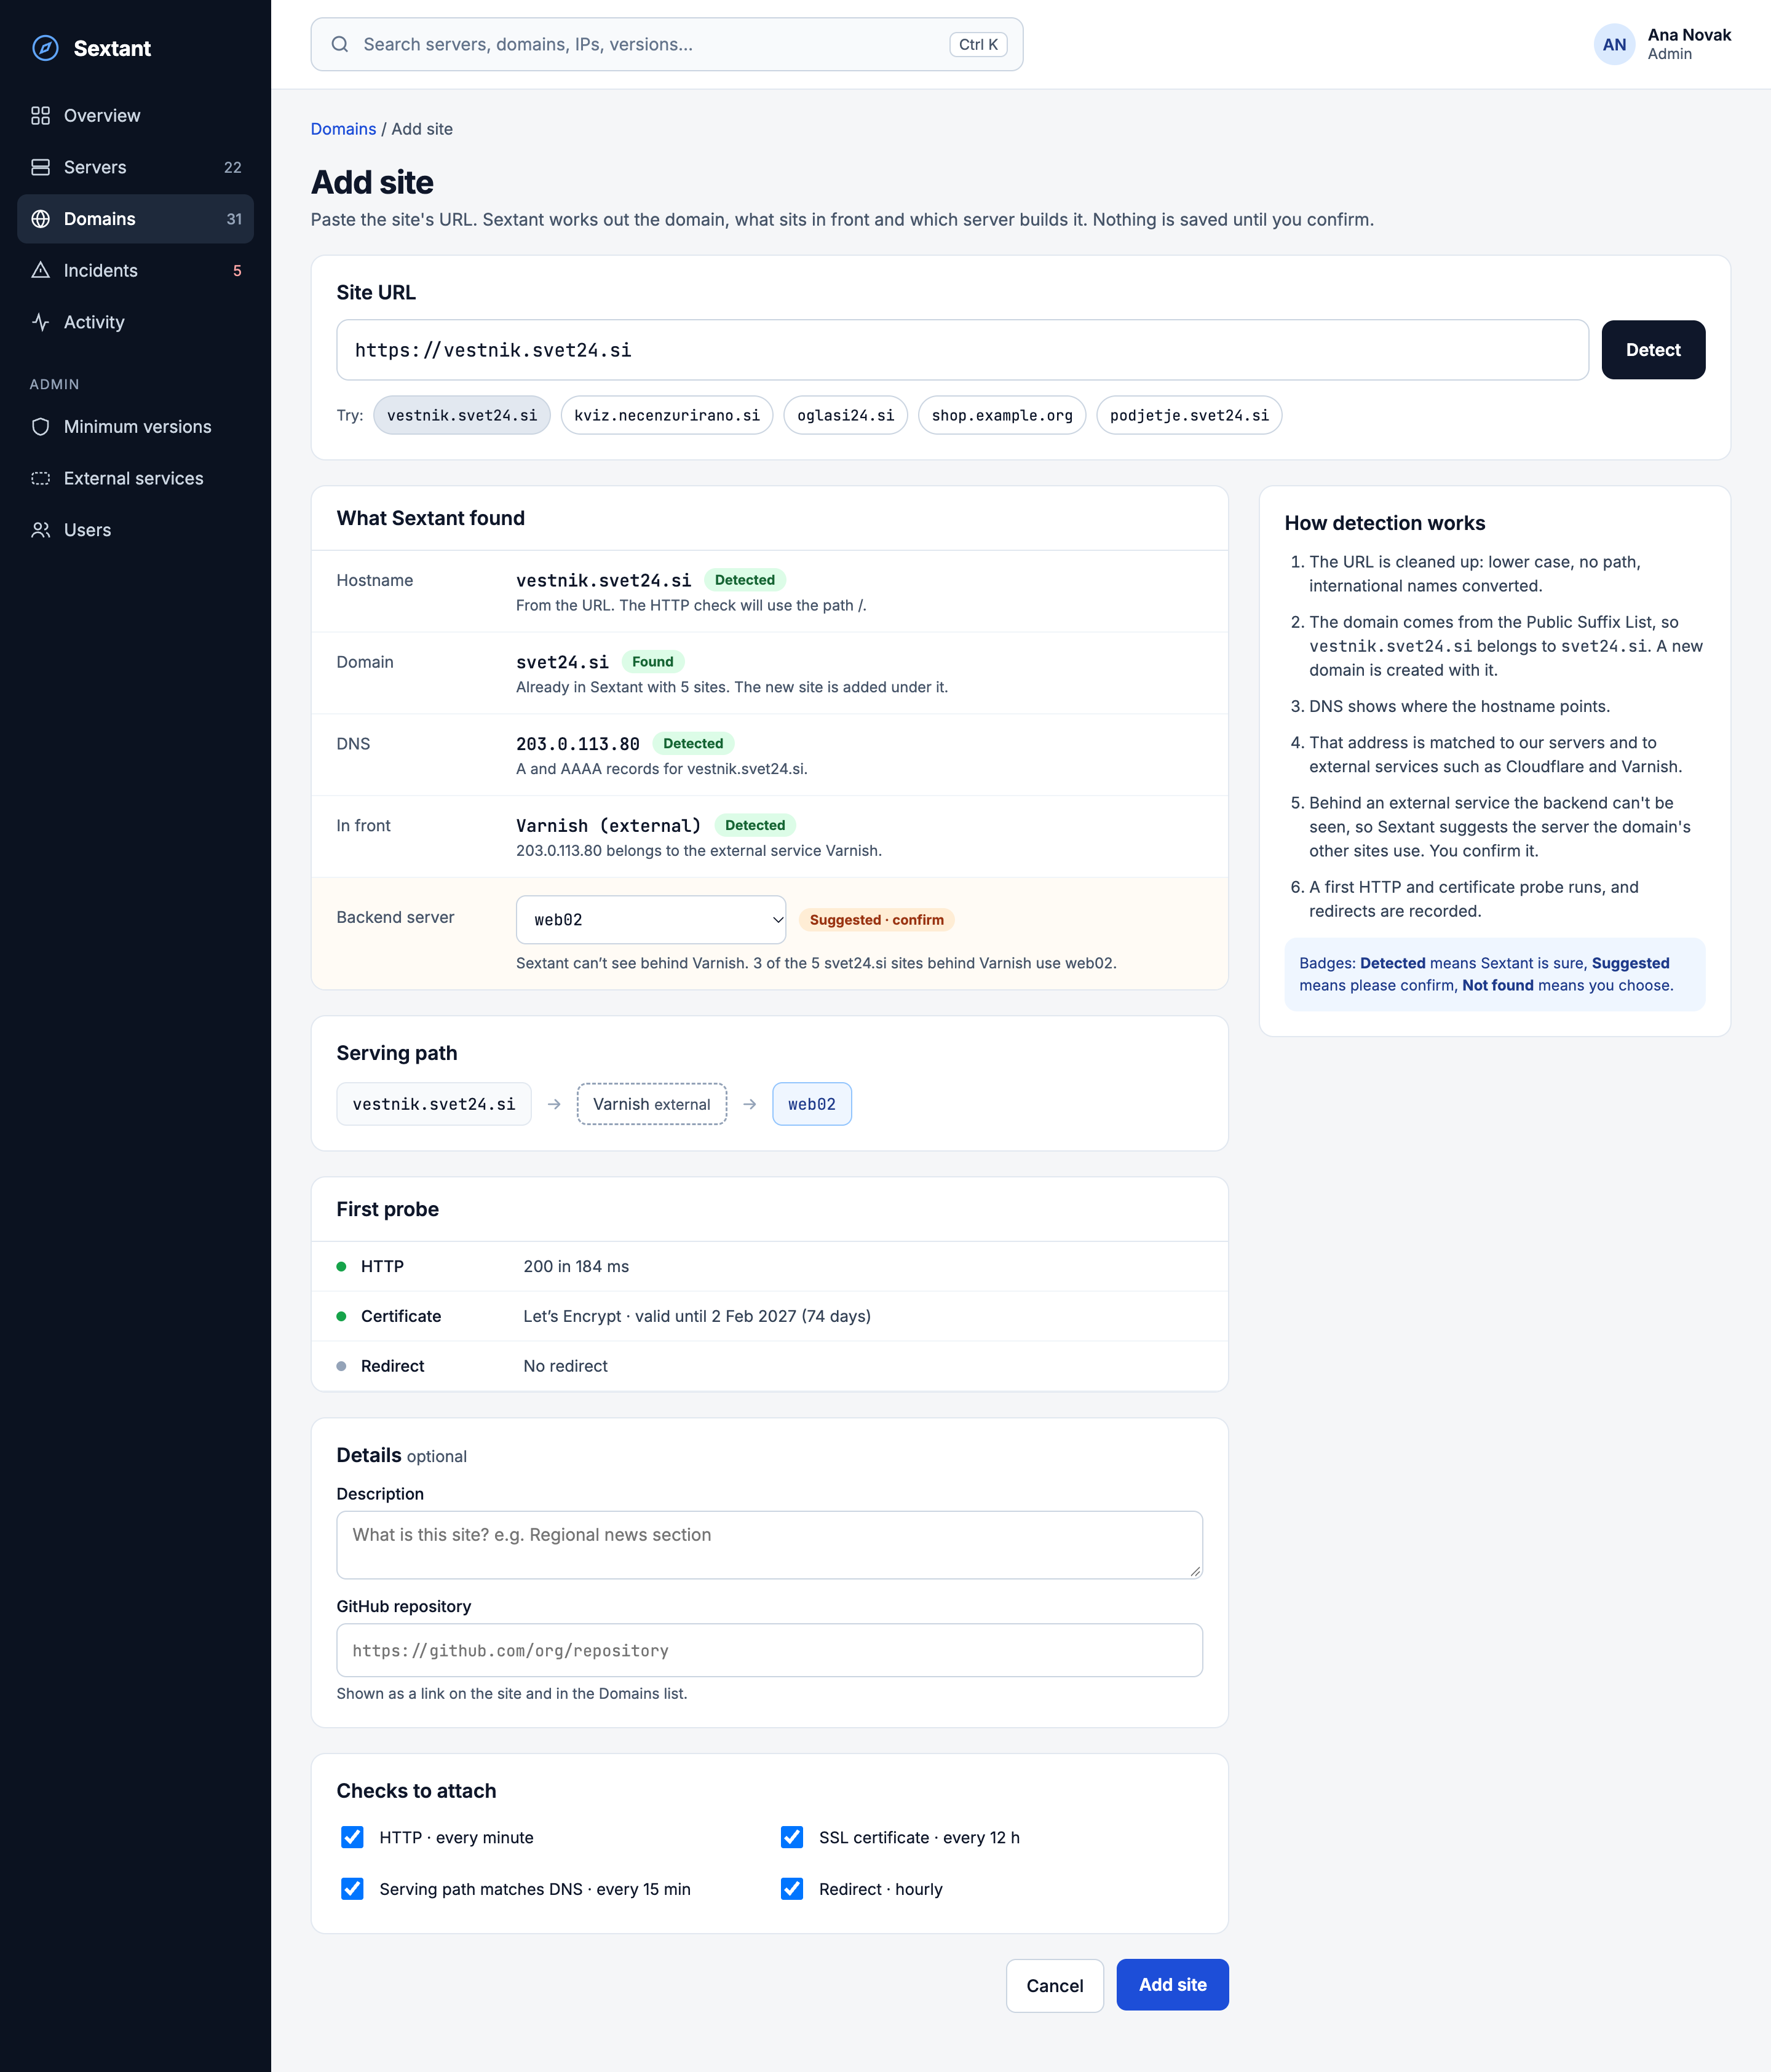 Sextant
Search servers, domains, IPs, versions...
Ctrl K
AN
Ana Novak
Admin
Overview
Servers 22
Domains 31
Incidents 5
Activity
ADMIN
Minimum versions
External services
Users
Domains / Add site
Add site
Paste the site's URL. Sextant works out the domain, what sits in front and which server builds it. Nothing is saved until you confirm.
Site URL
https://vestnik.svet24.si
Detect
Try: vestnik.svet24.si kviz.necenzurirano.si oglasi24.si shop.example.org podjetje.svet24.si
What Sextant found
Hostname
vestnik.svet24.si Detected
From the URL. The HTTP check will use the path /.
Domain
svet24.si Found
Already in Sextant with 5 sites. The new site is added under it.
DNS
203.0.113.80 Detected
A and AAAA records for vestnik.svet24.si.
In front
Varnish (external) Detected
203.0.113.80 belongs to the external service Varnish.
Backend server
web02
Suggested · confirm
Sextant can’t see behind Varnish. 3 of the 5 svet24.si sites behind Varnish use web02.
How detection works
1. The URL is cleaned up: lower case, no path,
international names converted.
2. The domain comes from the Public Suffix List, so
vestnik.svet24.si belongs to svet24.si. A new
domain is created with it.
3. DNS shows where the hostname points.
4. That address is matched to our servers and to
external services such as Cloudflare and Varnish.
5. Behind an external service the backend can't be
seen, so Sextant suggests the server the domain's
other sites use. You confirm it.
6. A first HTTP and certificate probe runs, and
redirects are recorded.
Badges: Detected means Sextant is sure, Suggested
means please confirm, Not found means you choose.
Serving path
vestnik.svet24.si → Varnish external → web02
First probe
HTTP 200 in 184 ms
Certificate Let’s Encrypt · valid until 2 Feb 2027 (74 days)
Redirect No redirect
Details optional
Description
What is this site? e.g. Regional news section
GitHub repository
https://github.com/org/repository
Shown as a link on the site and in the Domains list.
Checks to attach
HTTP · every minute
SSL certificate · every 12 h
Serving path matches DNS · every 15 min
Redirect · hourly
Cancel
Add site